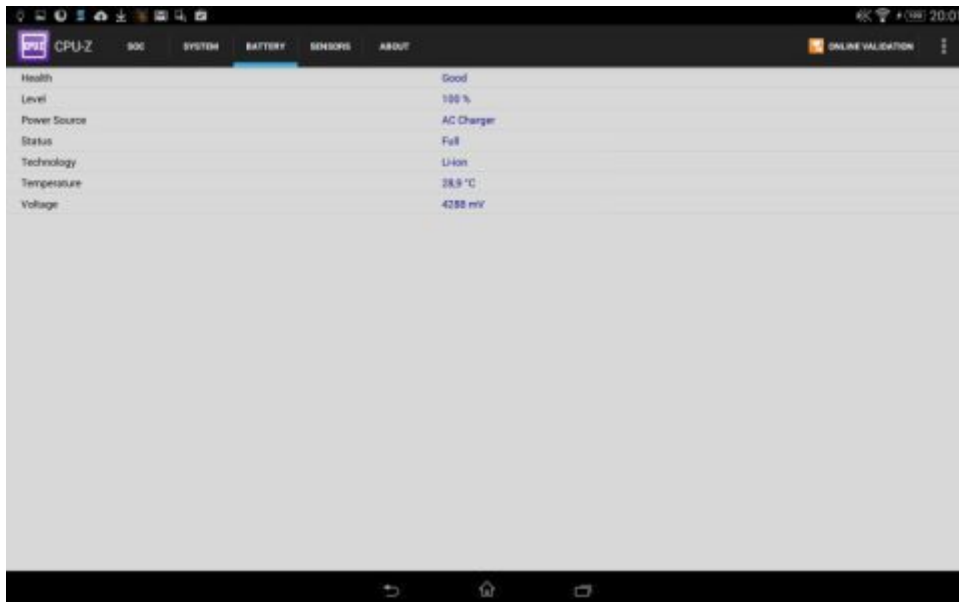 20:01
CPU-Z SOC SYSTEM BATTERY SENSORS ABOUT ONLINE VALIDATION
Health Good
Level 100 %
Power Source AC Charger
Status Full
Technology Li-ion
Temperature 28,9 °C
Voltage 4288 mV